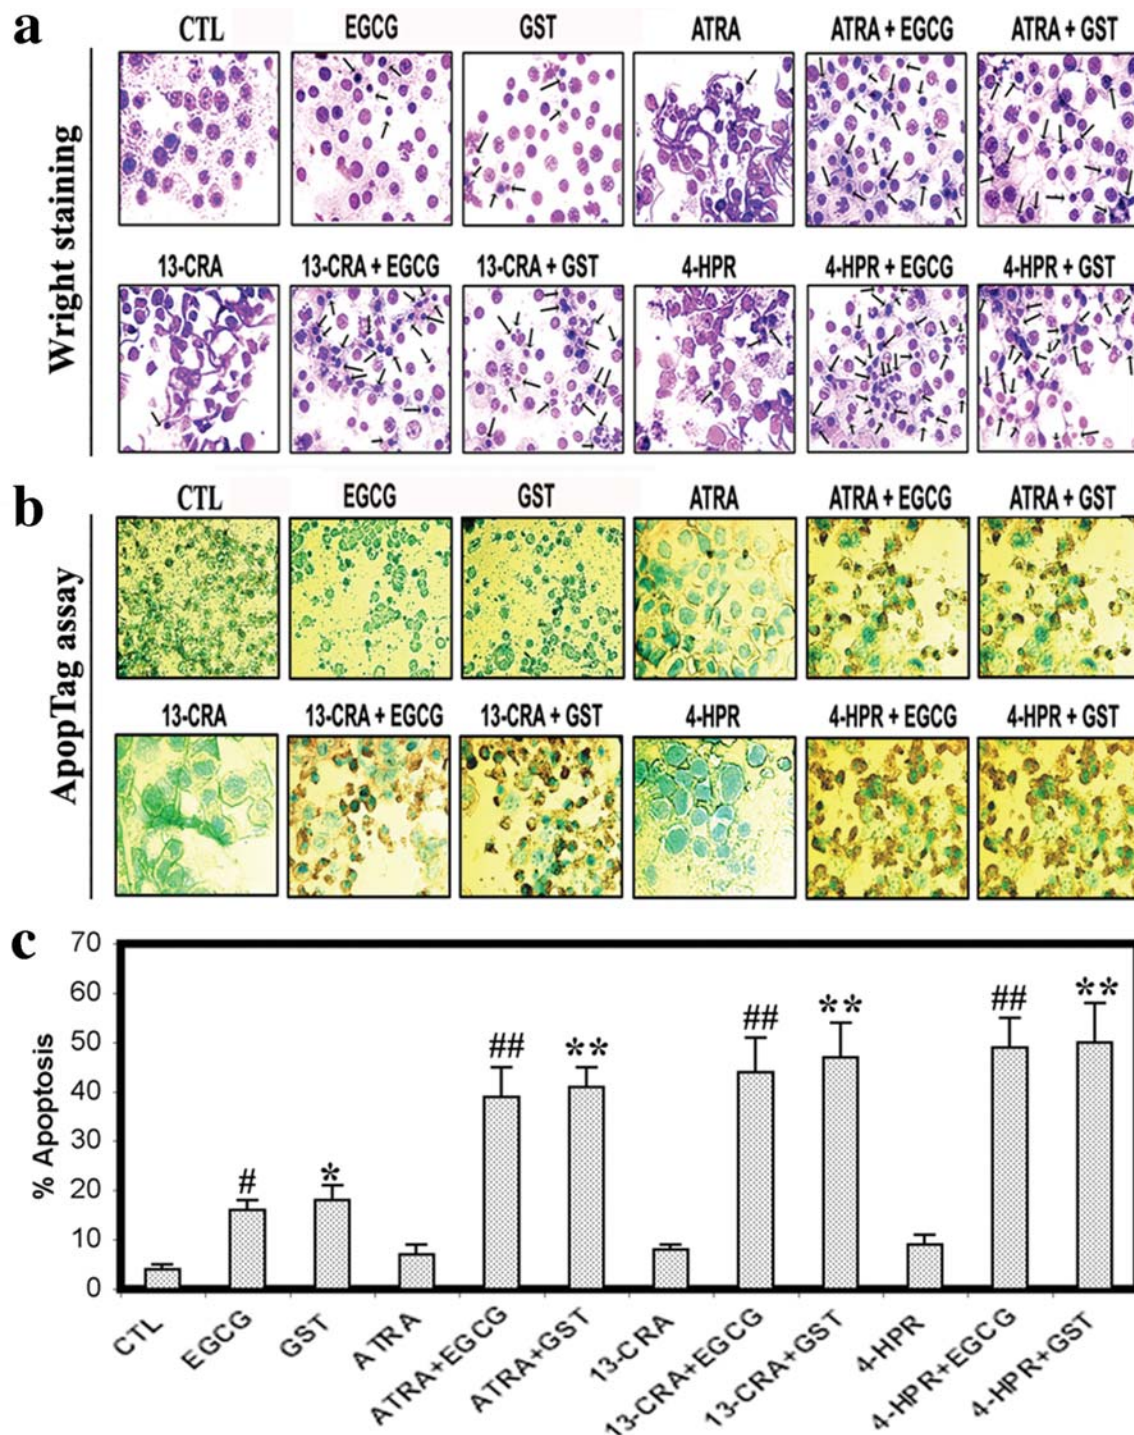 a
CTL EGCG GST ATRA ATRA + EGCG ATRA + GST
Wright staining
13-CRA 13-CRA + EGCG 13-CRA + GST 4-HPR 4-HPR + EGCG 4-HPR + GST
b
CTL EGCG GST ATRA ATRA + EGCG ATRA + GST
ApopTag assay
13-CRA 13-CRA + EGCG 13-CRA + GST 4-HPR 4-HPR + EGCG 4-HPR + GST
c
% Apoptosis
70
60
50
40
30
20
10
0
# * ## ** ## ** ## **
CTL EGCG GST ATRA ATRA+EGCG ATRA+GST 13-CRA 13-CRA+EGCG 13-CRA+GST 4-HPR 4-HPR+EGCG 4-HPR+GST